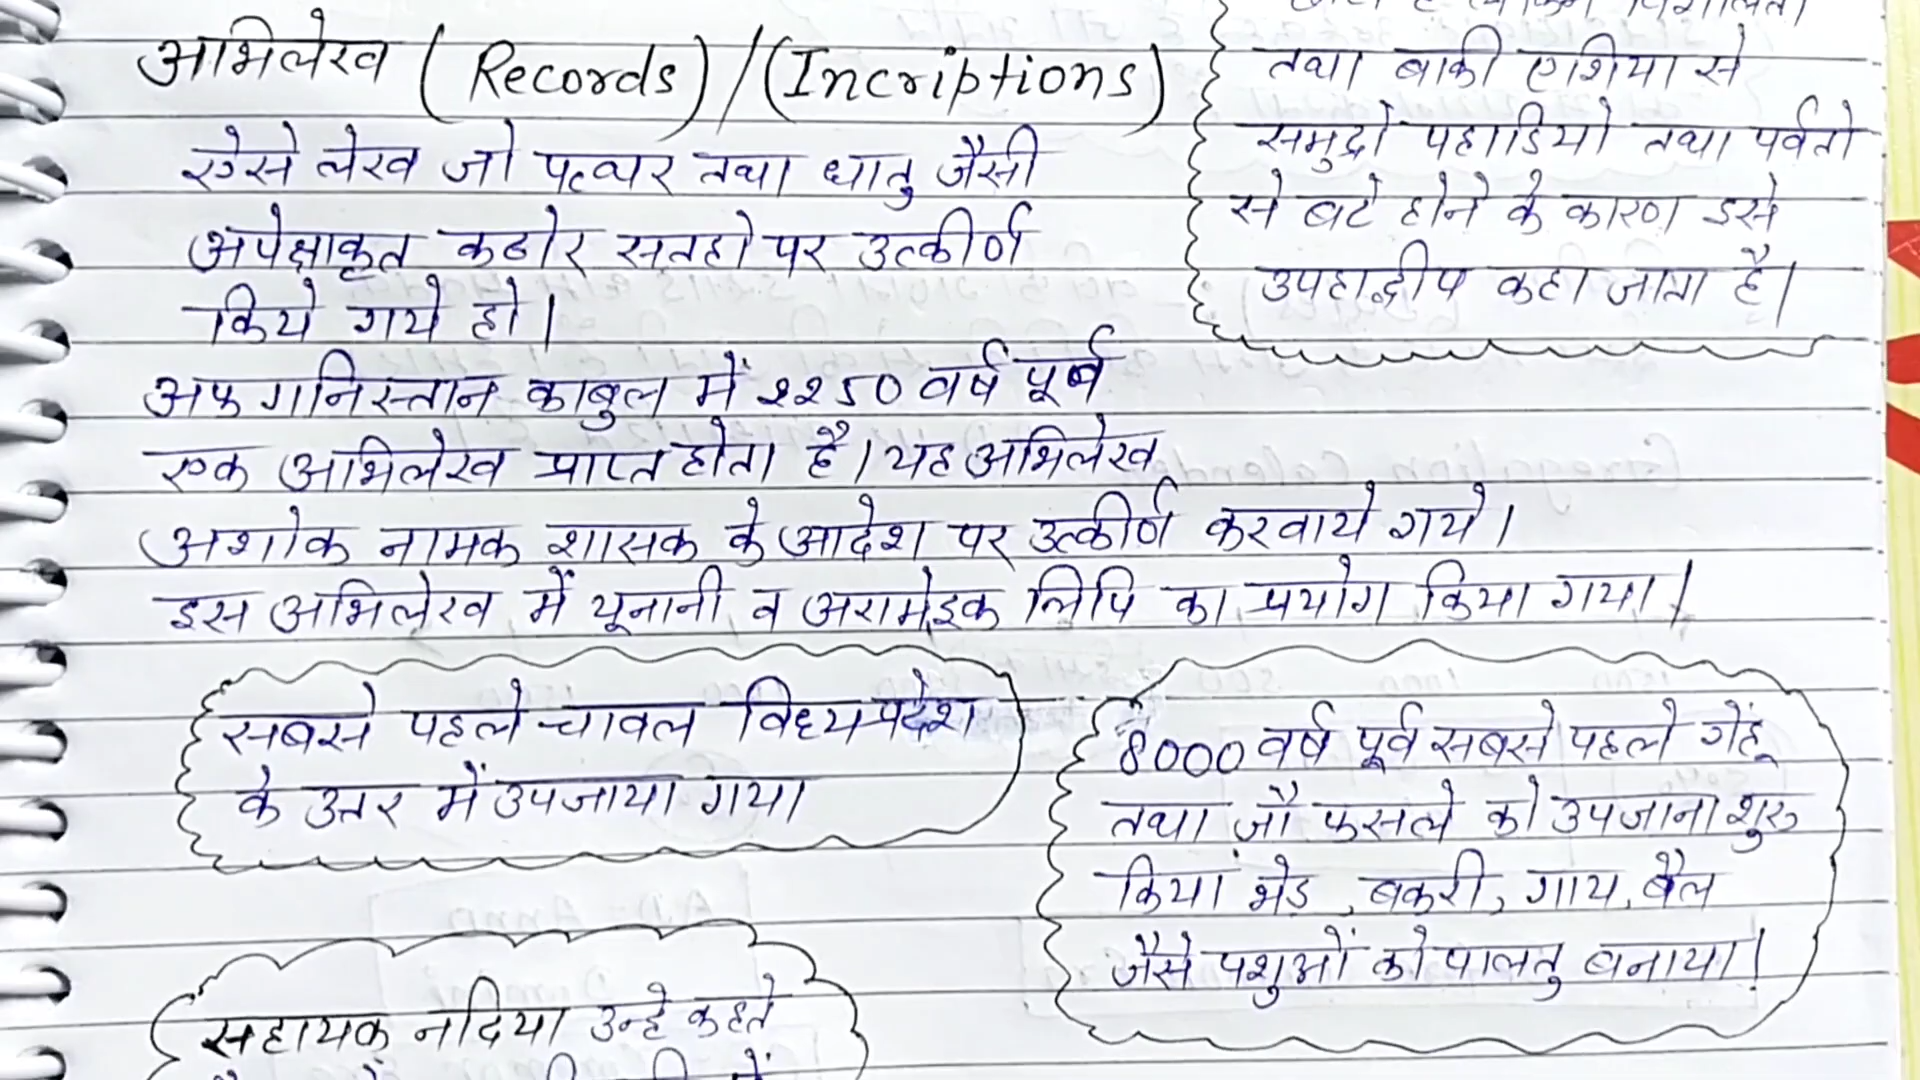 अभिलेख (Records)/(Incriptions)
ऐसे लेख जो पत्थर तथा धातु जैसी
अपेक्षाकृत कठोर सतहो पर उत्कीर्ण
किये गये हो।
तथा बाकी एशिया से
समुद्रो पहाडियो तथा पर्वतो
से बटे होने के कारण इसे
उपहाद्वीप कहा जाता है।
अफगनिस्तान काबुल में 2250 वर्ष पूर्व
एक अभिलेख प्राप्त होता है। यह अभिलेख
अशोक नामक शासक के आदेश पर उत्कीर्ण करवाये गये।
इस अभिलेख में यूनानी व अरामेइक लिपि का प्रयोग किया गया।
सबसे पहले चावल विध्य प्रदेश
के उत्तर में उपजाया गया
8000 वर्ष पूर्व सबसे पहले गेंहू
तथा जौ फसले को उपजाना शुरु
किया भेड, बकरी, गाय, बैल
जैसे पशुओं को पालतु बनाया।
सहायक नदिया उन्हे कहते